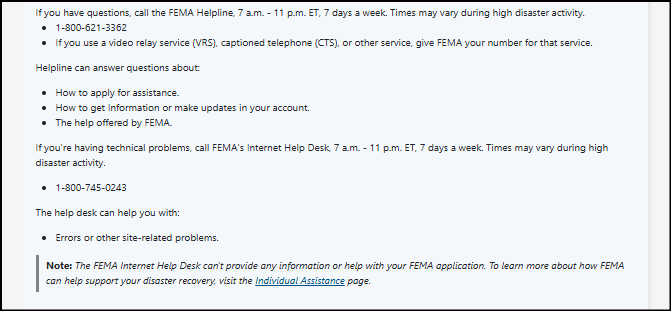 If you have questions, call the FEMA Helpline, 7 a.m. - 11 p.m. ET, 7 days a week. Times may vary during high disaster activity.
• 1-800-621-3362
• If you use a video relay service (VRS), captioned telephone (CTS), or other service, give FEMA your number for that service.
Helpline can answer questions about:
• How to apply for assistance.
• How to get Information or make updates in your account.
• The help offered by FEMA.
If you're having technical problems, call FEMA's Internet Help Desk, 7 a.m. - 11 p.m. ET, 7 days a week. Times may vary during high
disaster activity.
• 1-800-745-0243
The help desk can help you with:
• Errors or other site-related problems.
Note: The FEMA Internet Help Desk can't provide any information or help with your FEMA application. To learn more about how FEMA
can help support your disaster recovery, visit the Individual Assistance page.